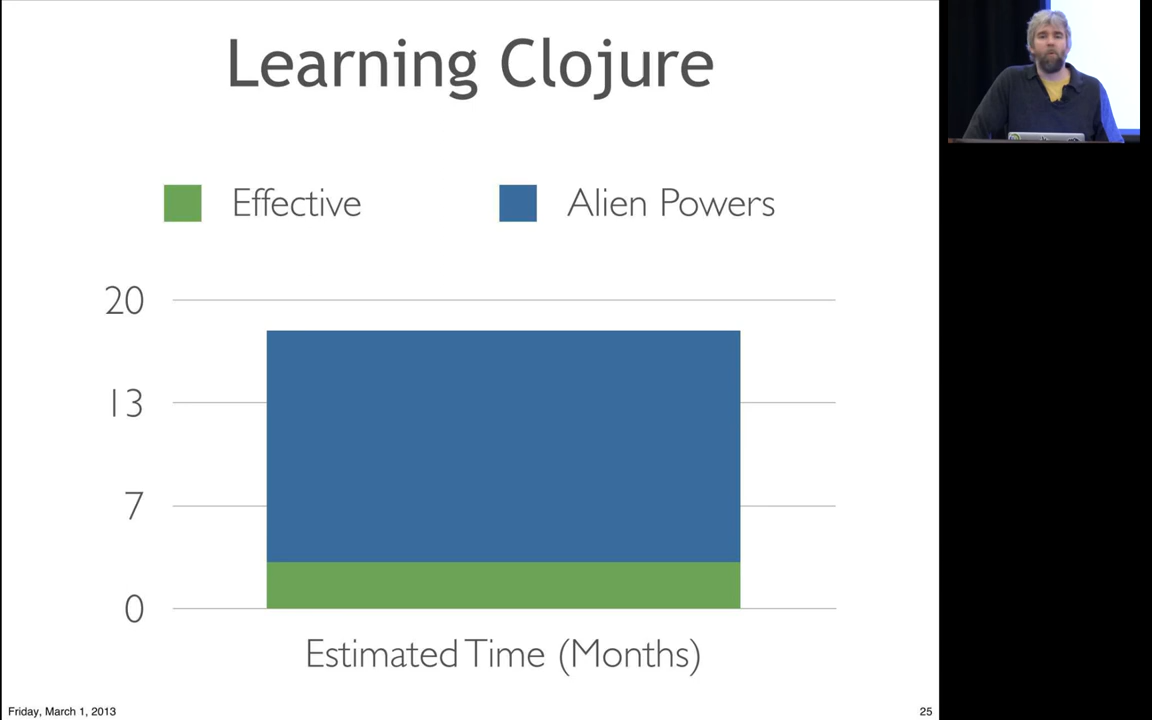 Learning Clojure
Effective
Alien Powers
20
13
7
0
Estimated Time (Months)
Friday, March 1, 2013
25